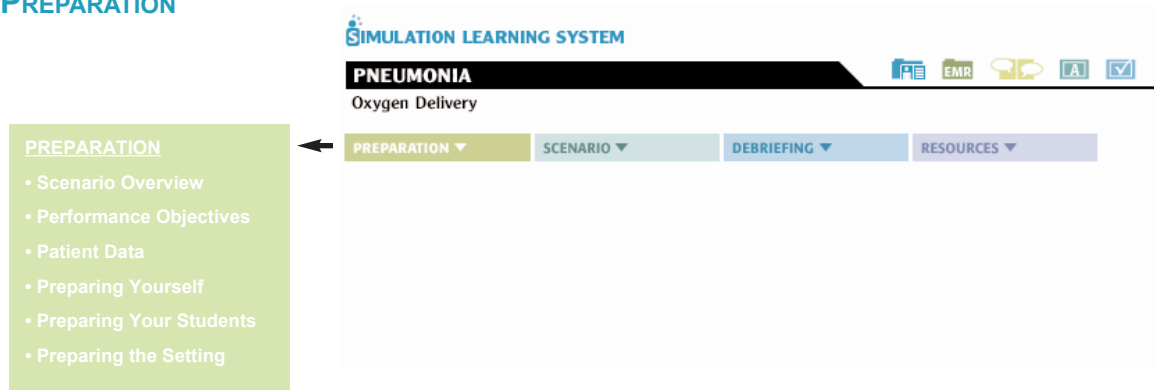 PREPARATION
SIMULATION LEARNING SYSTEM
PNEUMONIA
EMR
A
Oxygen Delivery
PREPARATION ▼ SCENARIO ▼ DEBRIEFING ▼ RESOURCES ▼
PREPARATION
• Scenario Overview
• Performance Objectives
• Patient Data
• Preparing Yourself
• Preparing Your Students
• Preparing the Setting